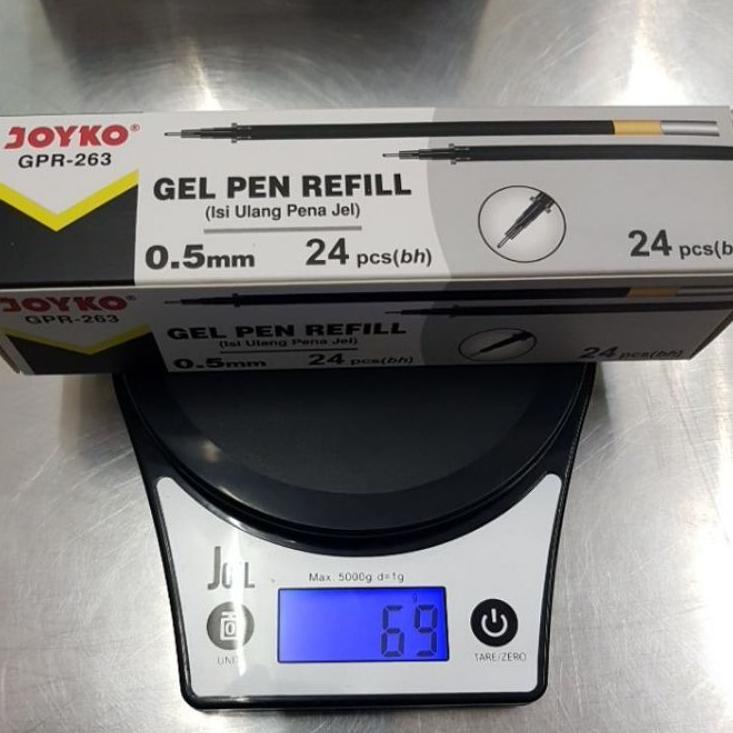 JOYKO®
GPR-263
GEL PEN REFILL
(Isi Ulang Pena Jel)
0.5mm 24 pcs(bh)
24 pcs(b
JOYKO®
GPR-263
GEL PEN REFILL
(Isi Ulang Pena Jel)
0.5mm 24 pcs(bh)
24 pcs(bh)
Max. 5000g d=1g
g
69
TARE/ZERO